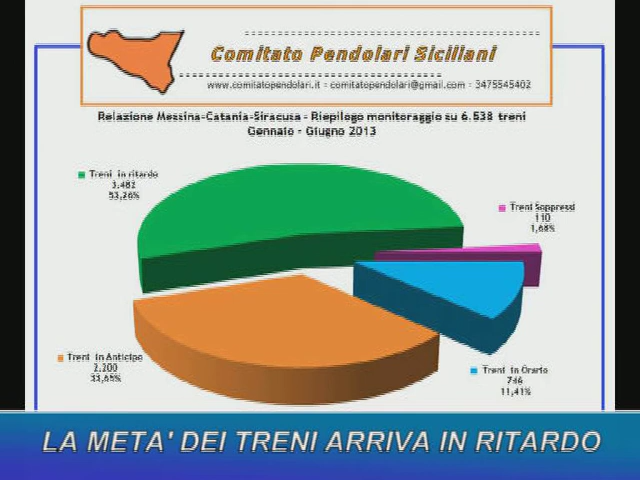 Comitato Pendolari Siciliani
www.comitatopendolari.it - comitatopendolari@gmail.com - 3475545402
Relazione Messina-Catania-Siracusa - Riepilogo monitoraggio su 6.538 treni
Gennaio - Giugno 2013
Treni in ritardo
3.482
53,26%
Treni Soppressi
110
1,68%
Treni in Anticipo
2.200
33,65%
Treni in Orario
746
11,41%
LA META' DEI TRENI ARRIVA IN RITARDO